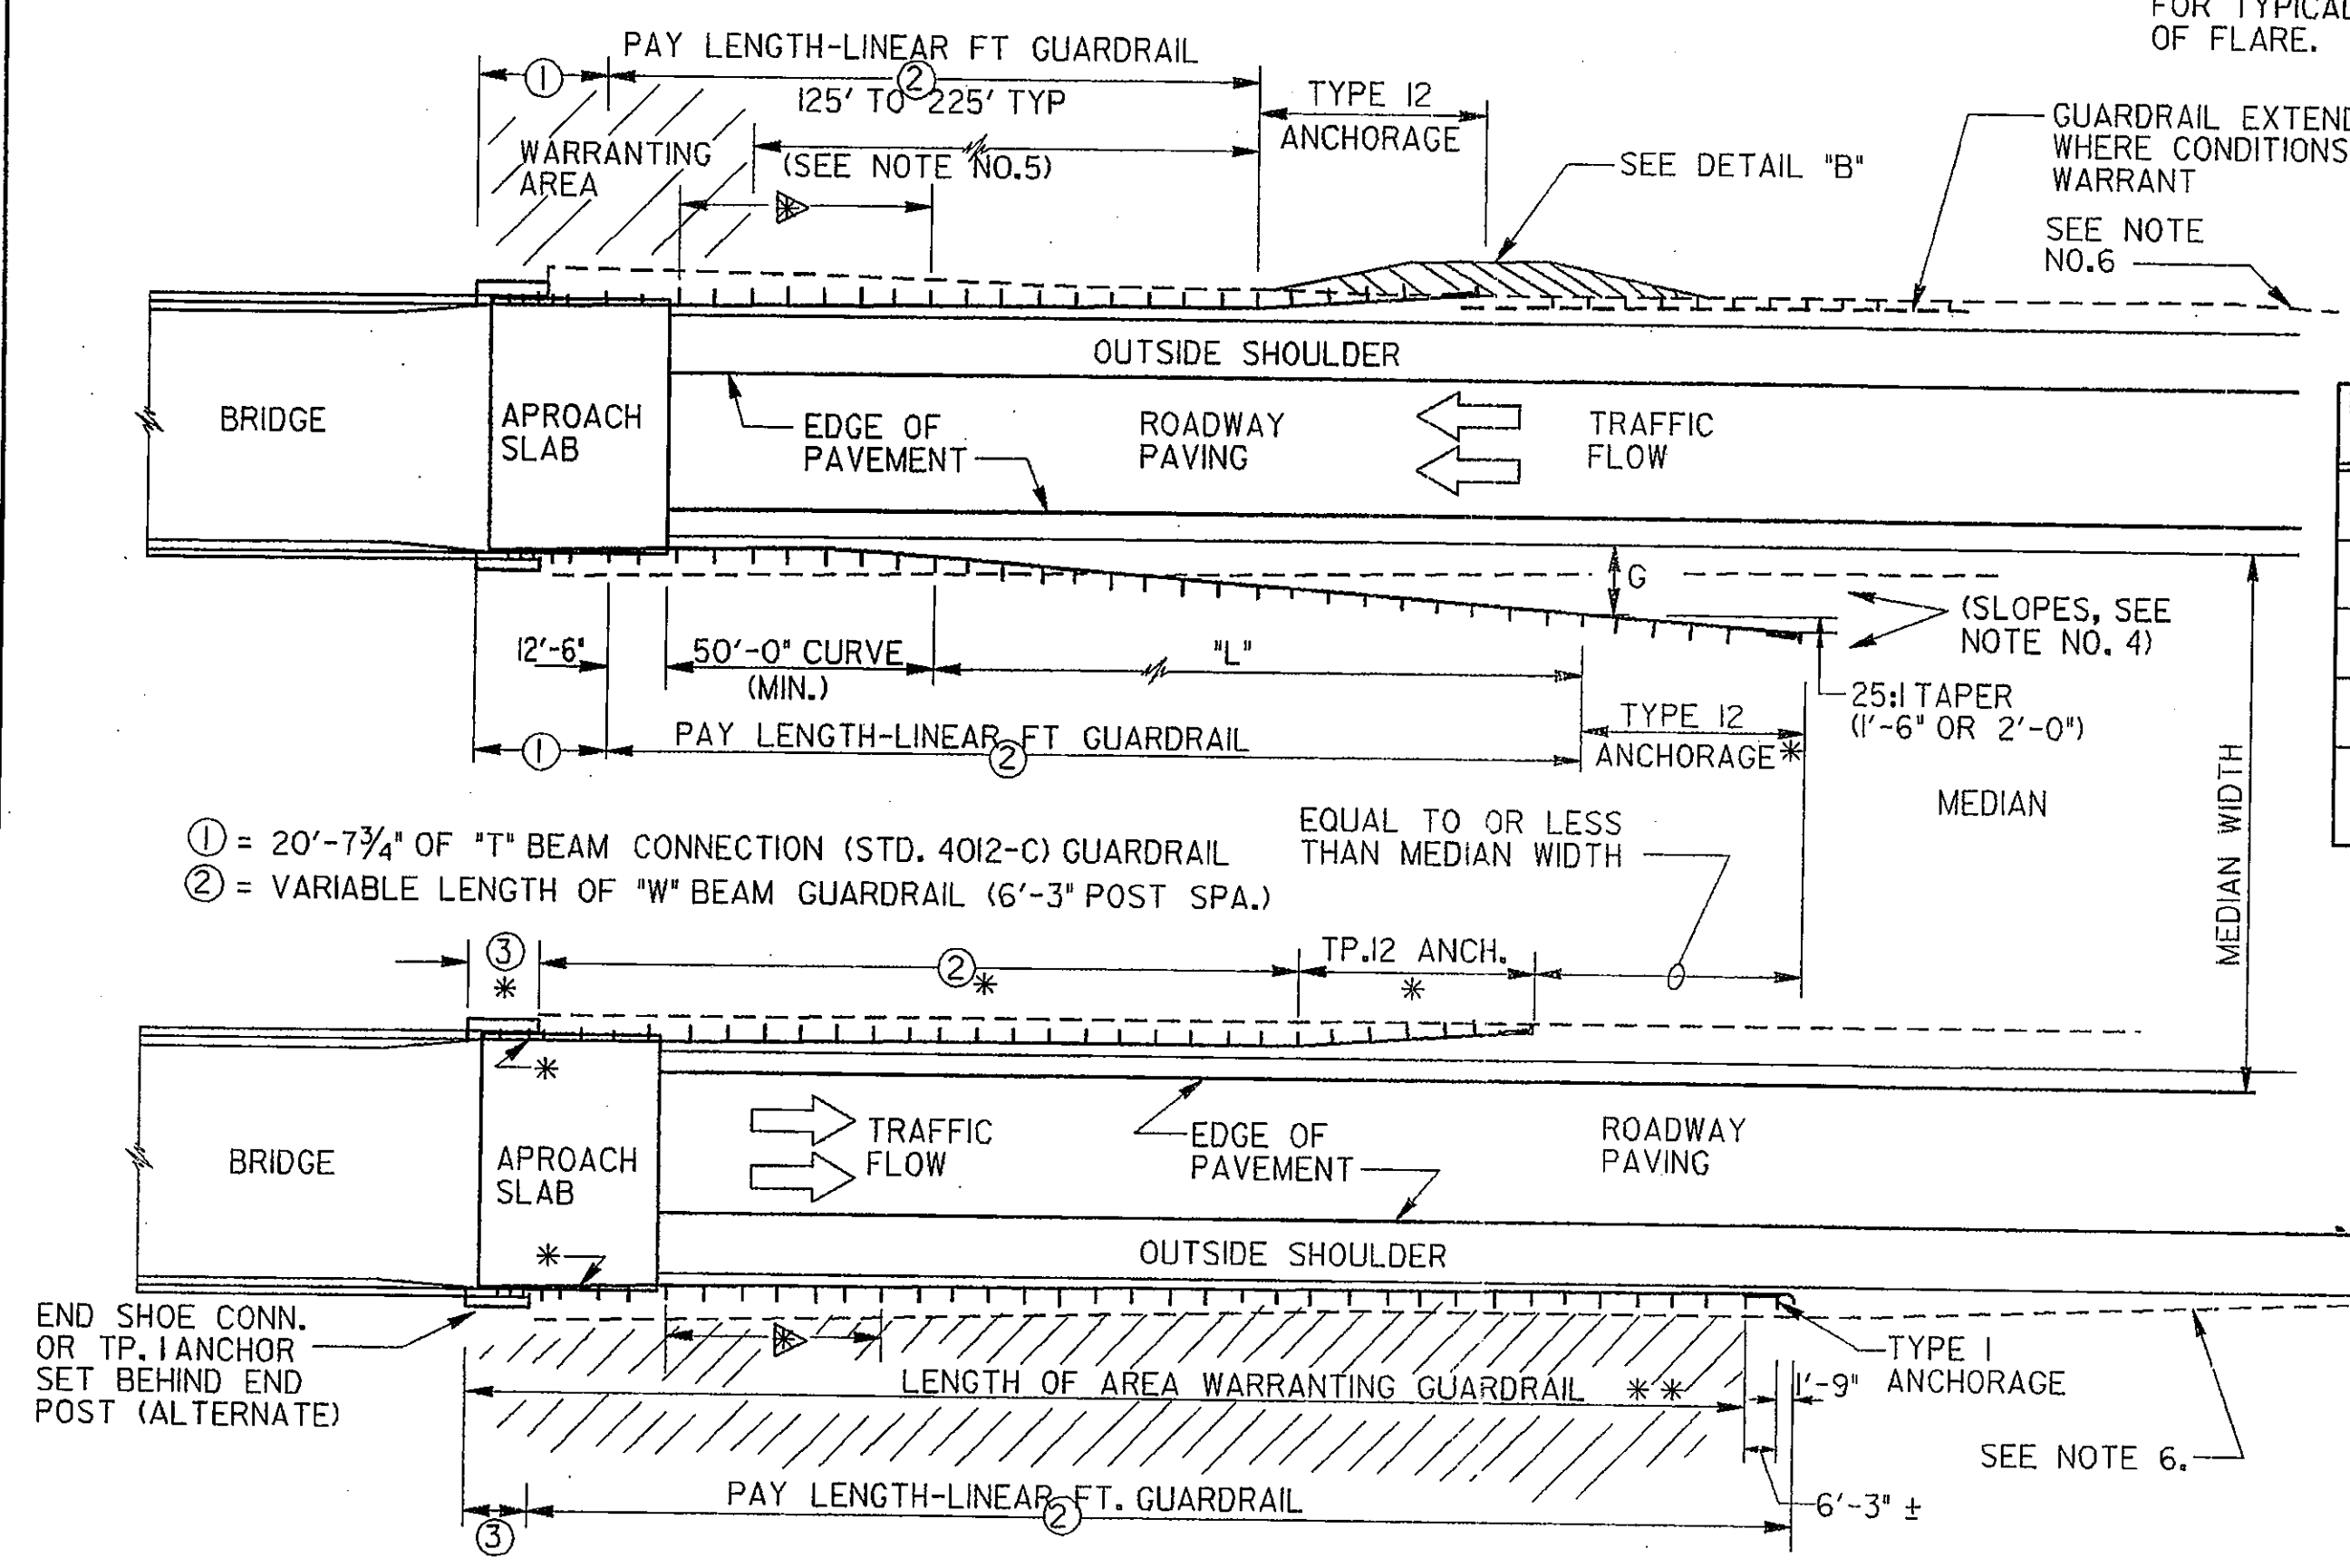 FOR TYPICAL
OF FLARE.
PAY LENGTH-LINEAR FT GUARDRAIL
1
2
125' TO 225' TYP
TYPE 12
ANCHORAGE
WARRANTING
AREA
(SEE NOTE NO.5)
*
SEE DETAIL "B"
GUARDRAIL EXTEND
WHERE CONDITIONS
WARRANT
SEE NOTE
NO.6
OUTSIDE SHOULDER
BRIDGE
APROACH
SLAB
EDGE OF
PAVEMENT
ROADWAY
PAVING
TRAFFIC
FLOW
G
(SLOPES, SEE
NOTE NO. 4)
12'-6"
50'-0" CURVE
(MIN.)
"L"
25:1 TAPER
(1'-6" OR 2'-0")
1
PAY LENGTH-LINEAR FT GUARDRAIL
2
TYPE 12
ANCHORAGE *
MEDIAN
MEDIAN WIDTH
① = 20'-7¾" OF "T" BEAM CONNECTION (STD. 4012-C) GUARDRAIL
② = VARIABLE LENGTH OF "W" BEAM GUARDRAIL (6'-3" POST SPA.)
EQUAL TO OR LESS
THAN MEDIAN WIDTH
3
*
2 *
TP.12 ANCH.
*
*
BRIDGE
APROACH
SLAB
TRAFFIC
FLOW
EDGE OF
PAVEMENT
ROADWAY
PAVING
*
OUTSIDE SHOULDER
END SHOE CONN.
OR TP. 1 ANCHOR
SET BEHIND END
POST (ALTERNATE)
*
LENGTH OF AREA WARRANTING GUARDRAIL * *
1'-9"
TYPE 1
ANCHORAGE
SEE NOTE 6.
PAY LENGTH-LINEAR FT. GUARDRAIL
3
2
6'-3" ±